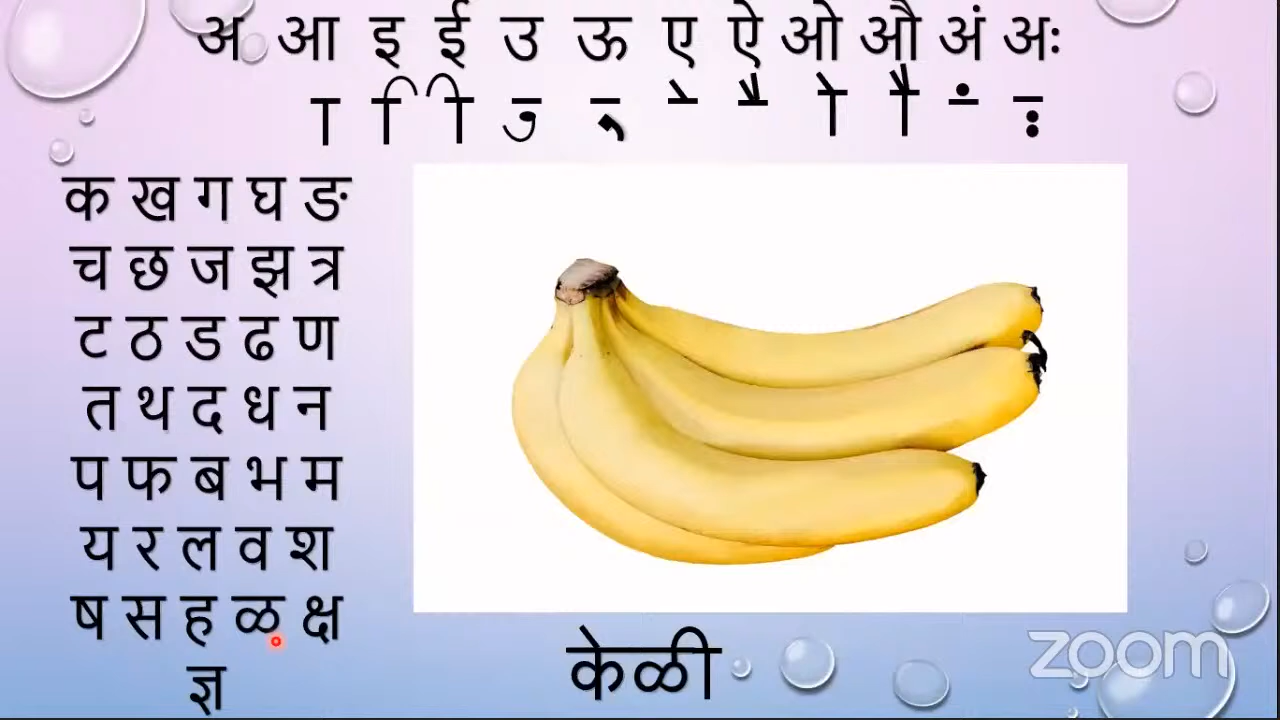 अ आ इ ई उ ऊ ए ऐ ओ औ अं अः
ा ि ी ु ू े ै ो ौ ं ः
क ख ग घ ङ
च छ ज झ त्र
ट ठ ड ढ ण
त थ द ध न
प फ ब भ म
य र ल व श
ष स ह ळ क्ष
ज्ञ
केळी
zoom